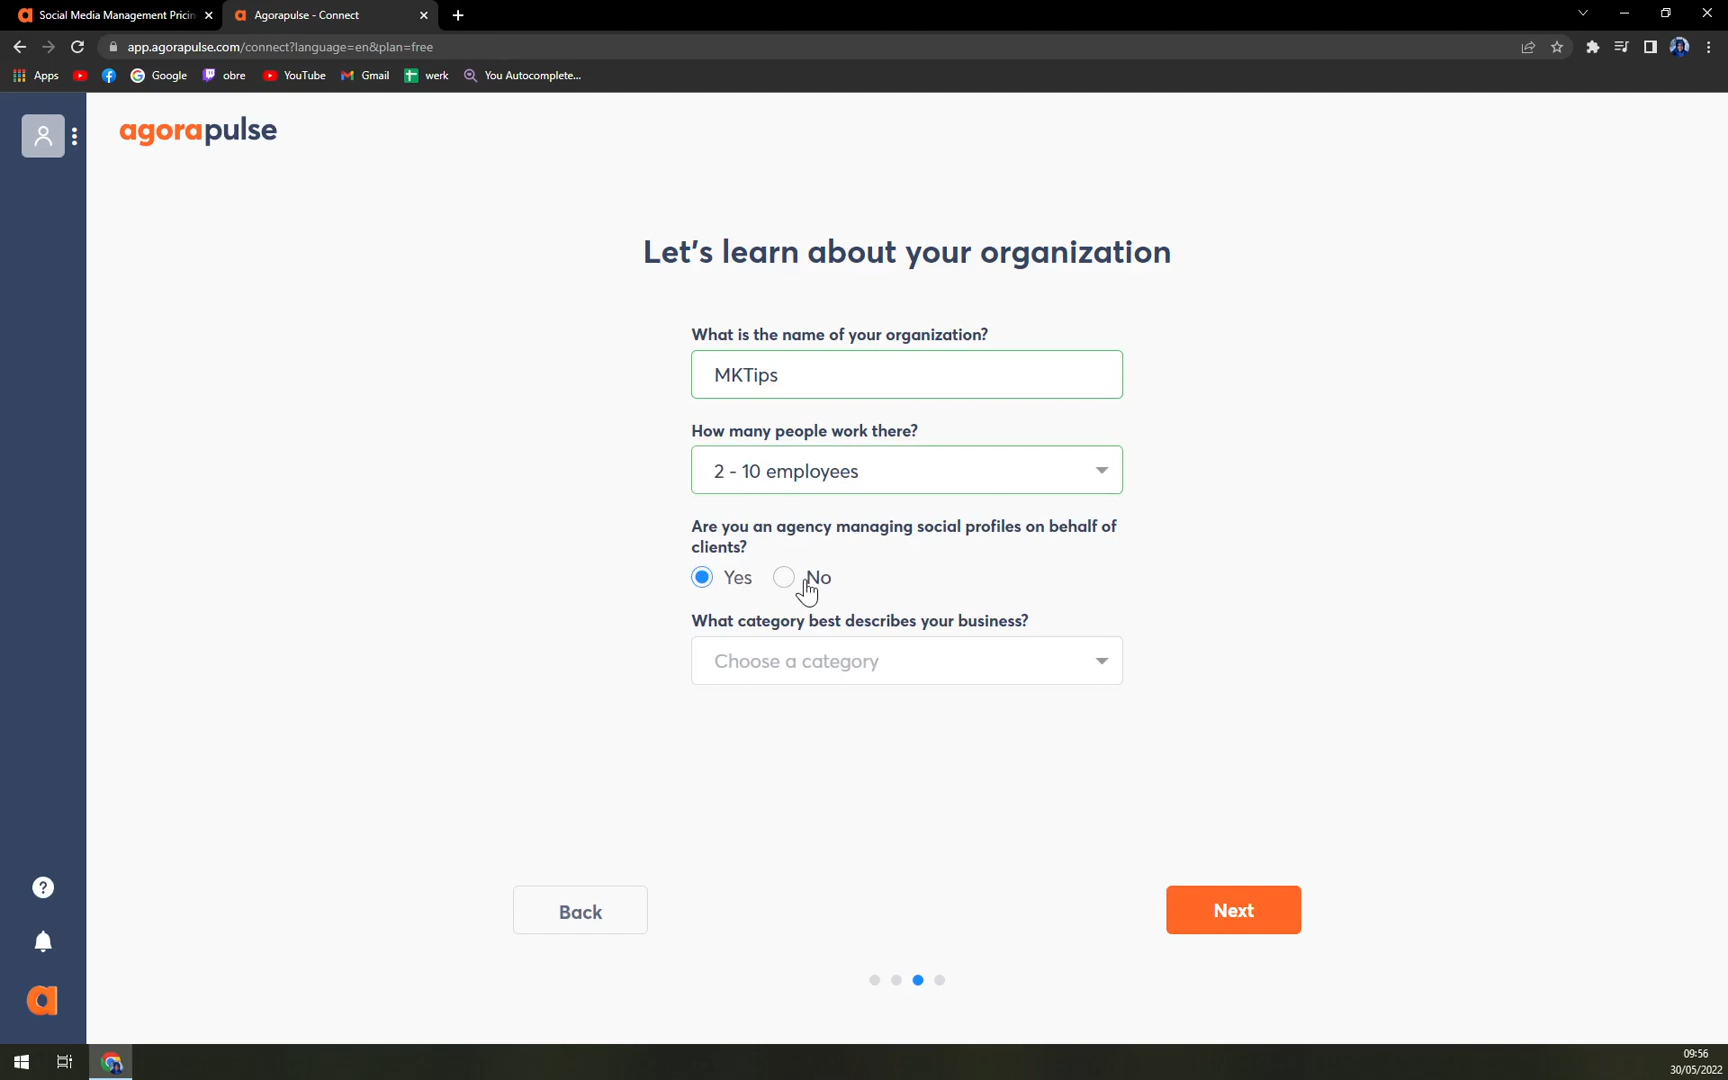 Social Media Management Pricin
Agorapulse - Connect
app.agorapulse.com/connect?language=en&plan=free
Apps
Google
obre
YouTube
Gmail
werk
You Autocomplete...
agorapulse
Let's learn about your organization
What is the name of your organization?
MKTips
How many people work there?
2 - 10 employees
Are you an agency managing social profiles on behalf of
clients?
Yes No
What category best describes your business?
Choose a category
Back
Next
09:56
30/05/2022